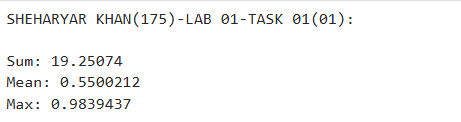 SHEHARYAR KHAN(175)-LAB 01-TASK 01(01):
Sum: 19.25074
Mean: 0.5500212
Max: 0.9839437